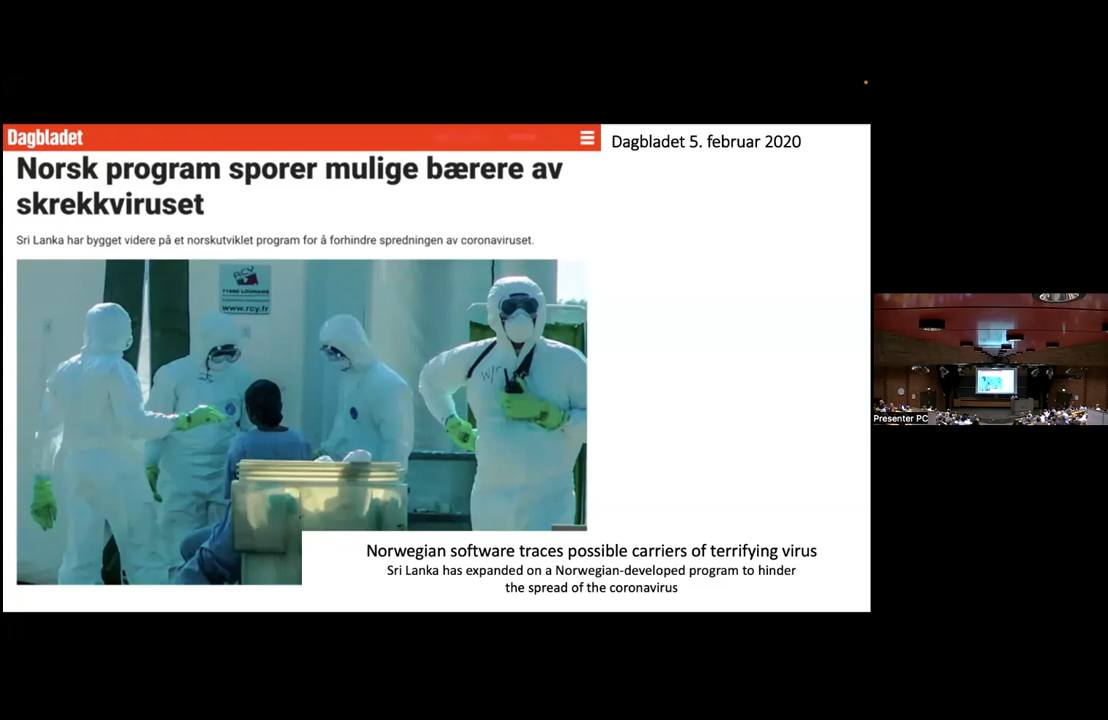 Dagbladet
Dagbladet 5. februar 2020
Norsk program sporer mulige bærere av
skrekkviruset
Sri Lanka har bygget videre på et norskutviklet program for å forhindre spredningen av coronaviruset.
RCY
www.rcy.fr
Norwegian software traces possible carriers of terrifying virus
Sri Lanka has expanded on a Norwegian-developed program to hinder
the spread of the coronavirus
Presenter PC